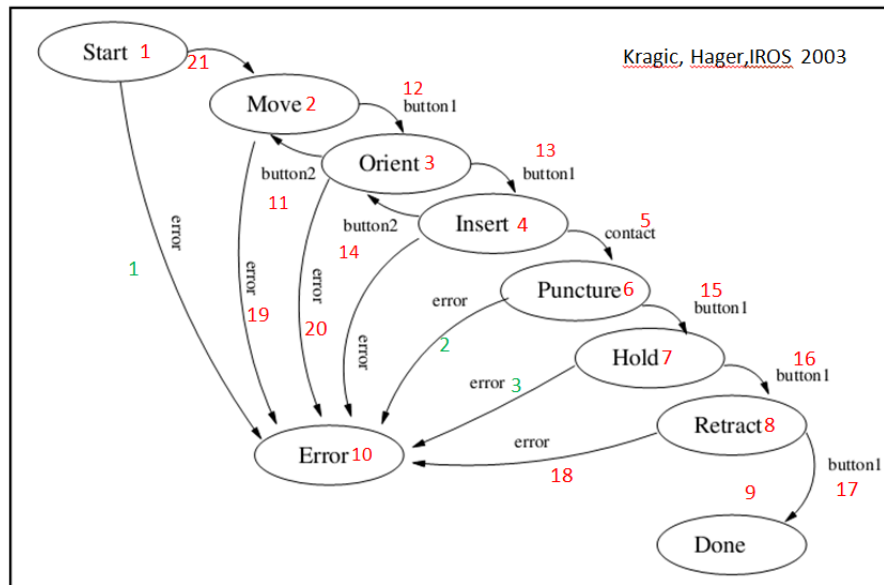 Start 1
21
Kragic, Hager,IROS 2003
Move 2
12
button1
Orient 3
13
button1
button2
11
Insert 4
button2
14
5
contact
error
1
Puncture 6
15
button1
error
error
19
error
20
error
2
Hold 7
16
button1
error 3
Retract 8
Error 10
error
18
button1
9
17
Done